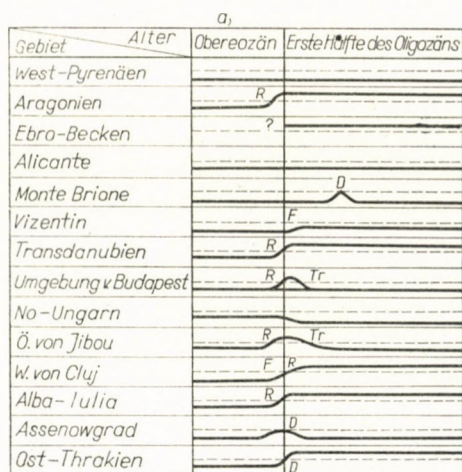 a,
Gebiet Alter Obereozän Erste Hälfte des Oligozäns
West-Pyrenäen
Aragonien R
Ebro-Becken ?
Alicante
Monte Brione D
Vizentin F
Transdanubien R
Umgebung v. Budapest R Tr
No-Ungarn
Ö. von Jibou R Tr
W. von Cluj F R
Alba-Iulia R
Assenowgrad D
Ost-Thrakien D